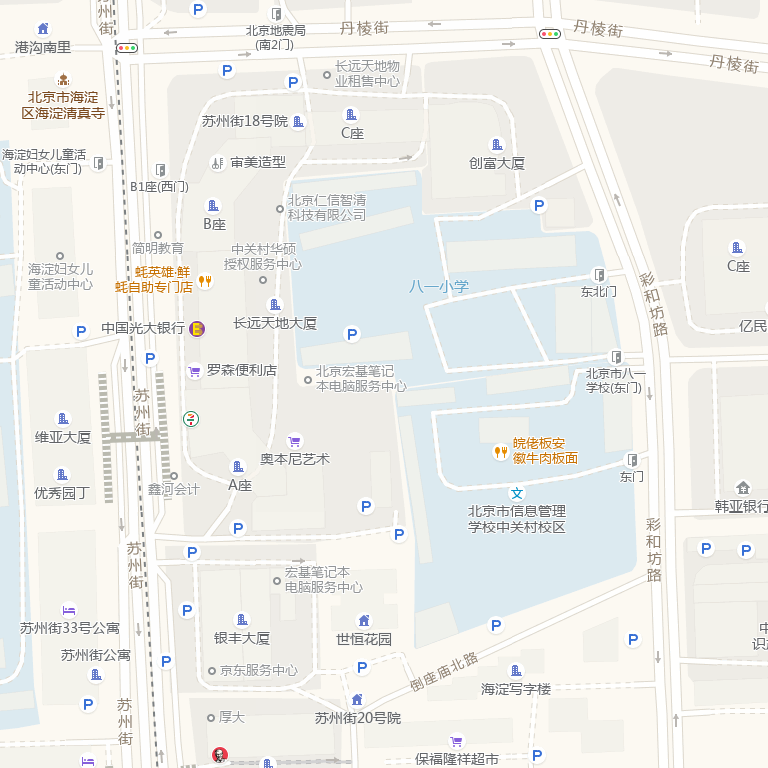 苏州街
丹棱街
丹棱街
丹棱街
港沟南里
北京地震局
(南2门)
长远天地物
业租售中心
北京市海淀
区海淀清真寺
苏州街18号院
C座
海淀妇女儿童活
动中心(东门)
审美造型
创富大厦
B1座(西门)
北京仁信智清
科技有限公司
B座
简明教育
中关村华硕
授权服务中心
C座
海淀妇女儿
童活动中心
蚝英雄·鲜
蚝自助专门店
八一小学
东北门
彩和坊路
长远天地大厦
中国光大银行
亿民
罗森便利店
北京宏基笔记
本电脑服务中心
北京市八一
学校(东门)
苏州街
维亚大厦
奥本尼艺术
皖佬板安
徽牛肉板面
东门
优秀园丁
鑫河会计
A座
韩亚银行
北京市信息管理
学校中关村校区
彩和坊路
苏州街
宏基笔记本
电脑服务中心
苏州街33号公寓
银丰大厦
世恒花园
苏州街公寓
京东服务中心
倒座庙北路
海淀写字楼
苏州街
厚大
苏州街20号院
保福隆祥超市